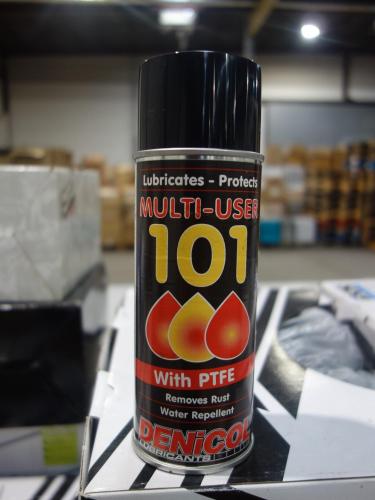 Lubricates - Protects
MULTI-USER
101
With PTFE
Removes Rust
Water Repellent
DENiCOL
LUBRICANTS